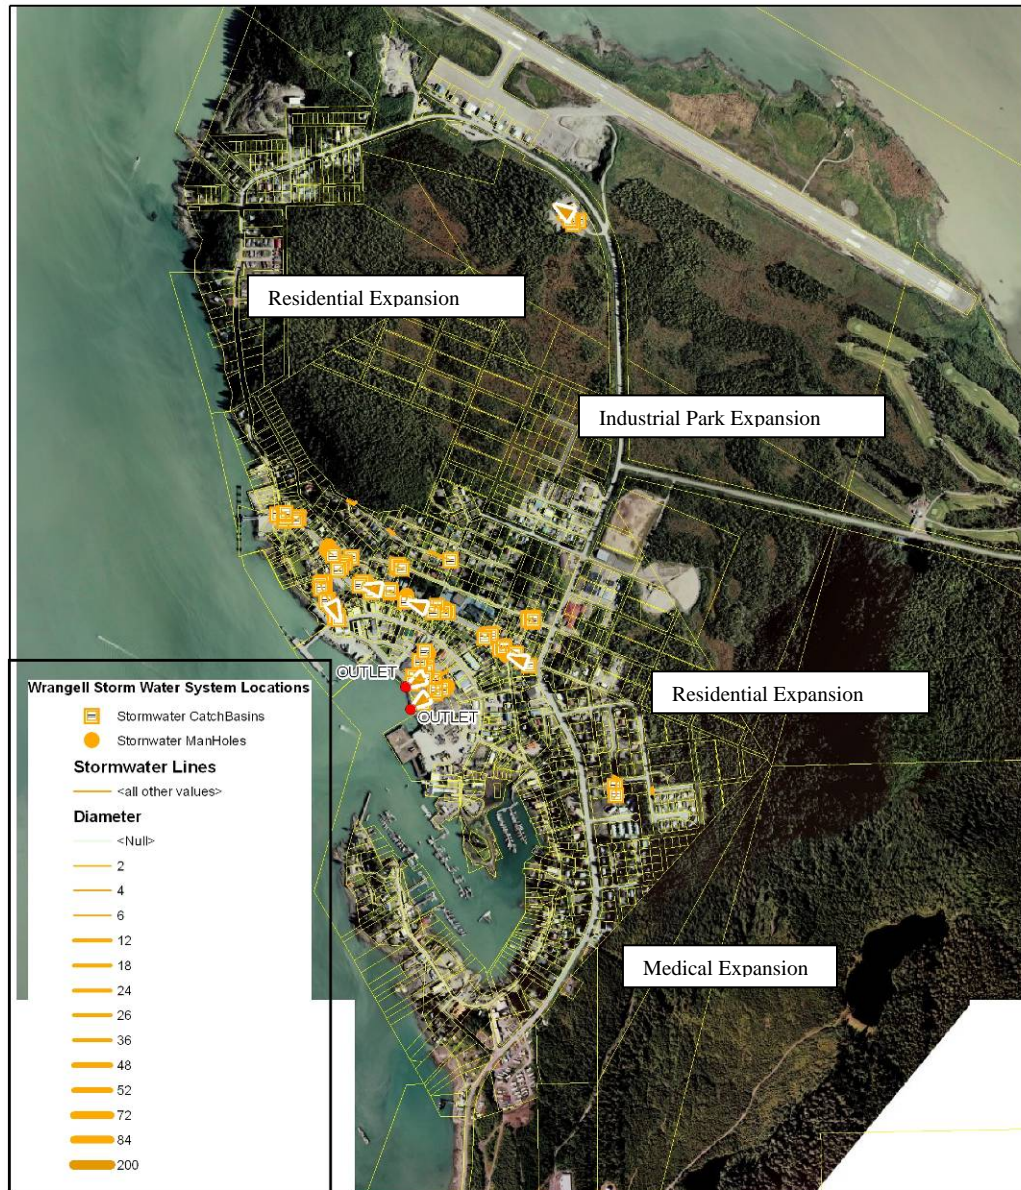 Residential Expansion
Industrial Park Expansion
OUTLET
OUTLET
Residential Expansion
Medical Expansion
Wrangell Storm Water System Locations
Stormwater CatchBasins
Stornwater ManHoles
Stormwater Lines
<all other values>
Diameter
<Null>
2
4
6
12
18
24
26
36
48
52
72
84
200